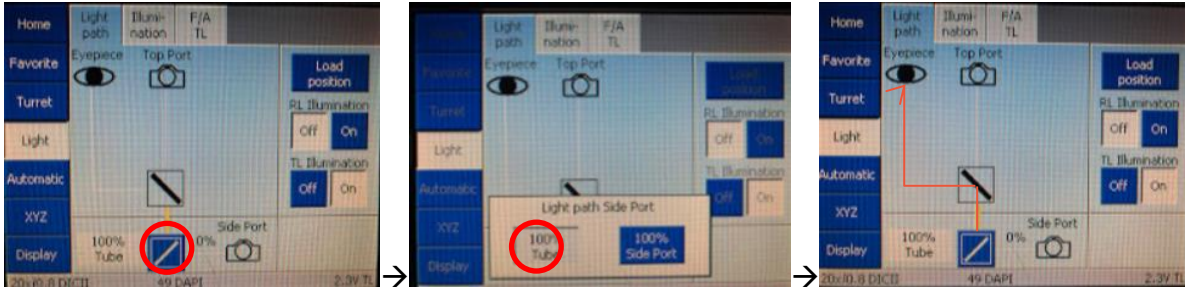 Home
Favorite
Turret
Light
Automatic
XYZ
Display
Light path
Illumi-nation
F/A TL
Eyepiece
Top Port
Load position
RL Illumination
Off On
TL Illumination
Off On
Side Port
100% Tube
0%
20x/0.8 DICII 49 DAPI 2.3V TL
→
Favorite
Turret
Light
Automatic
XYZ
Display
Light path
Illumi-nation
F/A TL
Eyepiece
Top Port
Load position
RL Illumination
Off On
TL Illumination
Off On
Light path Side Port
100% Tube
100% Side Port
→
Home
Favorite
Turret
Light
Automatic
XYZ
Display
Light path
Illumi-nation
F/A TL
Eyepiece
Top Port
Load position
RL Illumination
Off On
TL Illumination
Off On
Side Port
100% Tube
0%
20x/0.8 DICII 49 DAPI 2.3V TL